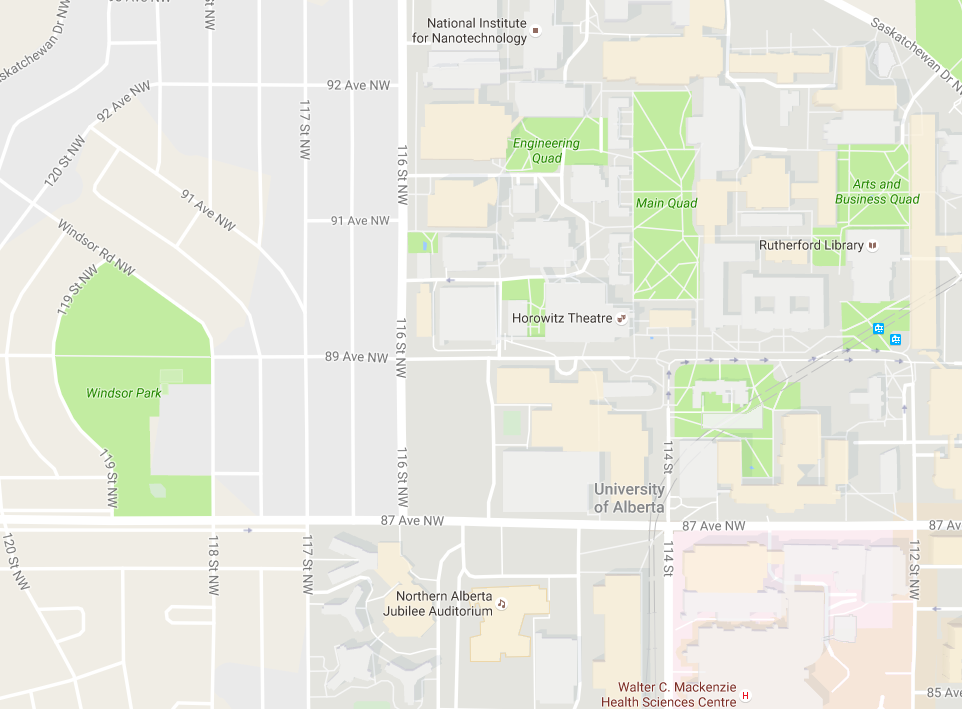 St NW
National Institute
for Nanotechnology
Saskatchewan Dr NW
92 Ave NW
92 Ave NW
117 St NW
Engineering
Quad
120 St NW
116 St NW
91 Ave NW
Main Quad
Arts and
Business Quad
91 Ave NW
Windsor Rd NW
Rutherford Library
119 St NW
Horowitz Theatre
116 St NW
89 Ave NW
Windsor Park
114 St
116 St NW
119 St NW
University
of Alberta
87 Ave NW
87 Ave NW
87 Av
120 St NW
118 St NW
117 St NW
114 St
112 St NW
Northern Alberta
Jubilee Auditorium
Walter C. Mackenzie
Health Sciences Centre
H
85 Ave